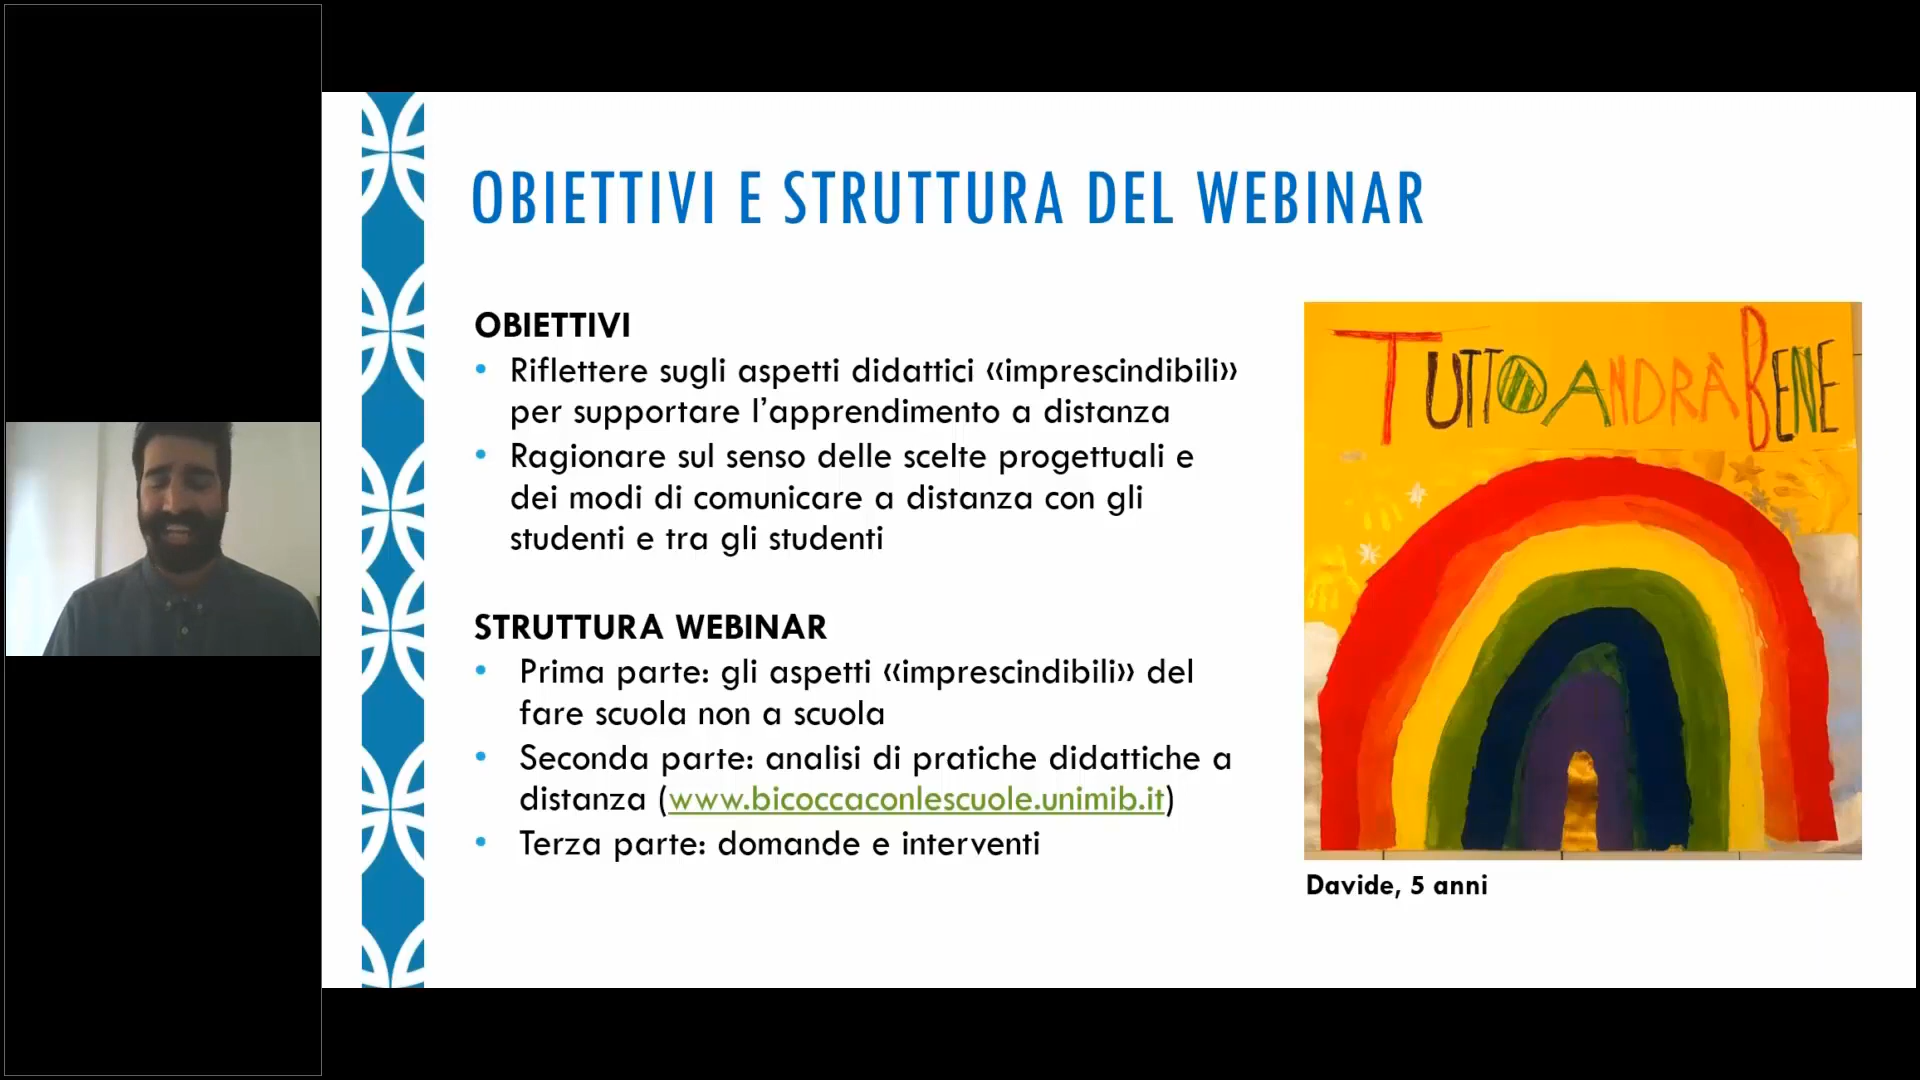 OBIETTIVI E STRUTTURA DEL WEBINAR
OBIETTIVI
• Riflettere sugli aspetti didattici «imprescindibili»
per supportare l’apprendimento a distanza
• Ragionare sul senso delle scelte progettuali e
dei modi di comunicare a distanza con gli
studenti e tra gli studenti
STRUTTURA WEBINAR
• Prima parte: gli aspetti «imprescindibili» del
fare scuola non a scuola
• Seconda parte: analisi di pratiche didattiche a
distanza (www.bicoccaconlescuole.unimib.it)
• Terza parte: domande e interventi
TUTTO ANDRÀ BENE
Davide, 5 anni